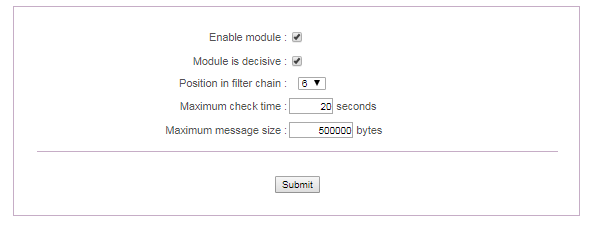 Enable module :
Module is decisive :
Position in filter chain : 6
Maximum check time : 20 seconds
Maximum message size : 500000 bytes
Submit